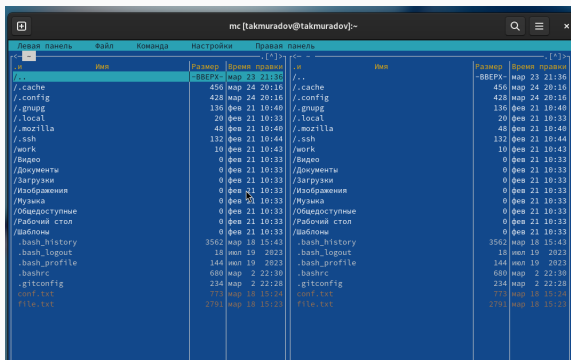 mc [takmuradov@takmuradov]:~
Левая панель Файл Команда Настройки Правая панель
<- ~ .[^]> <- ~ .[^]>
.и Имя Размер Время правки .и Имя Размер Время правки
/.. -ВВЕРХ- мар 23 21:36 /.. -ВВЕРХ- мар 23 21:36
/.cache 456 мар 24 20:16 /.cache 456 мар 24 20:16
/.config 428 мар 24 20:16 /.config 428 мар 24 20:16
/.gnupg 136 фев 21 10:40 /.gnupg 136 фев 21 10:40
/.local 20 фев 21 10:33 /.local 20 фев 21 10:33
/.mozilla 48 фев 21 10:40 /.mozilla 48 фев 21 10:40
/.ssh 132 фев 21 10:44 /.ssh 132 фев 21 10:44
/work 10 фев 21 10:43 /work 10 фев 21 10:43
/Видео 0 фев 21 10:33 /Видео 0 фев 21 10:33
/Документы 0 фев 21 10:33 /Документы 0 фев 21 10:33
/Загрузки 0 фев 21 10:33 /Загрузки 0 фев 21 10:33
/Изображения 0 фев 21 10:33 /Изображения 0 фев 21 10:33
/Музыка 0 фев 21 10:33 /Музыка 0 фев 21 10:33
/Общедоступные 0 фев 21 10:33 /Общедоступные 0 фев 21 10:33
/Рабочий стол 0 фев 21 10:33 /Рабочий стол 0 фев 21 10:33
/Шаблоны 0 фев 21 10:33 /Шаблоны 0 фев 21 10:33
.bash_history 3562 мар 18 15:43 .bash_history 3562 мар 18 15:43
.bash_logout 18 июл 19 2023 .bash_logout 18 июл 19 2023
.bash_profile 144 июл 19 2023 .bash_profile 144 июл 19 2023
.bashrc 680 мар 2 22:30 .bashrc 680 мар 2 22:30
.gitconfig 234 мар 2 22:28 .gitconfig 234 мар 2 22:28
conf.txt 773 мар 18 15:24 conf.txt 773 мар 18 15:24
file.txt 2791 мар 18 15:23 file.txt 2791 мар 18 15:23